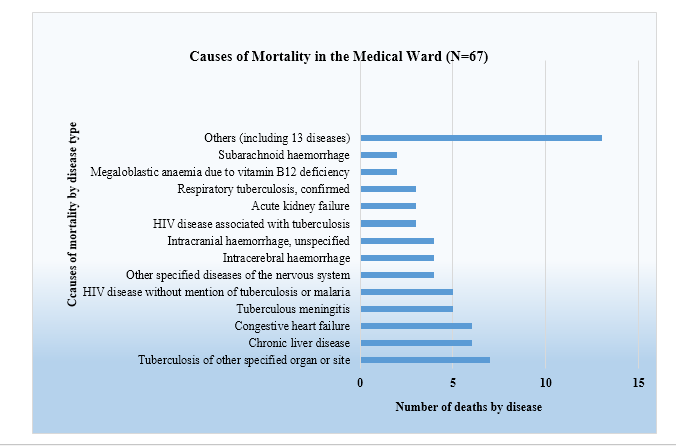 Causes of Mortality in the Medical Ward (N=67)
Ccauses of mortality by disease type
Others (including 13 diseases)
Subarachnoid haemorrhage
Megaloblastic anaemia due to vitamin B12 deficiency
Respiratory tuberculosis, confirmed
Acute kidney failure
HIV disease associated with tuberculosis
Intracranial haemorrhage, unspecified
Intracerebral haemorrhage
Other specified diseases of the nervous system
HIV disease without mention of tuberculosis or malaria
Tuberculous meningitis
Congestive heart failure
Chronic liver disease
Tuberculosis of other specified organ or site
0 5 10 15
Number of deaths by disease